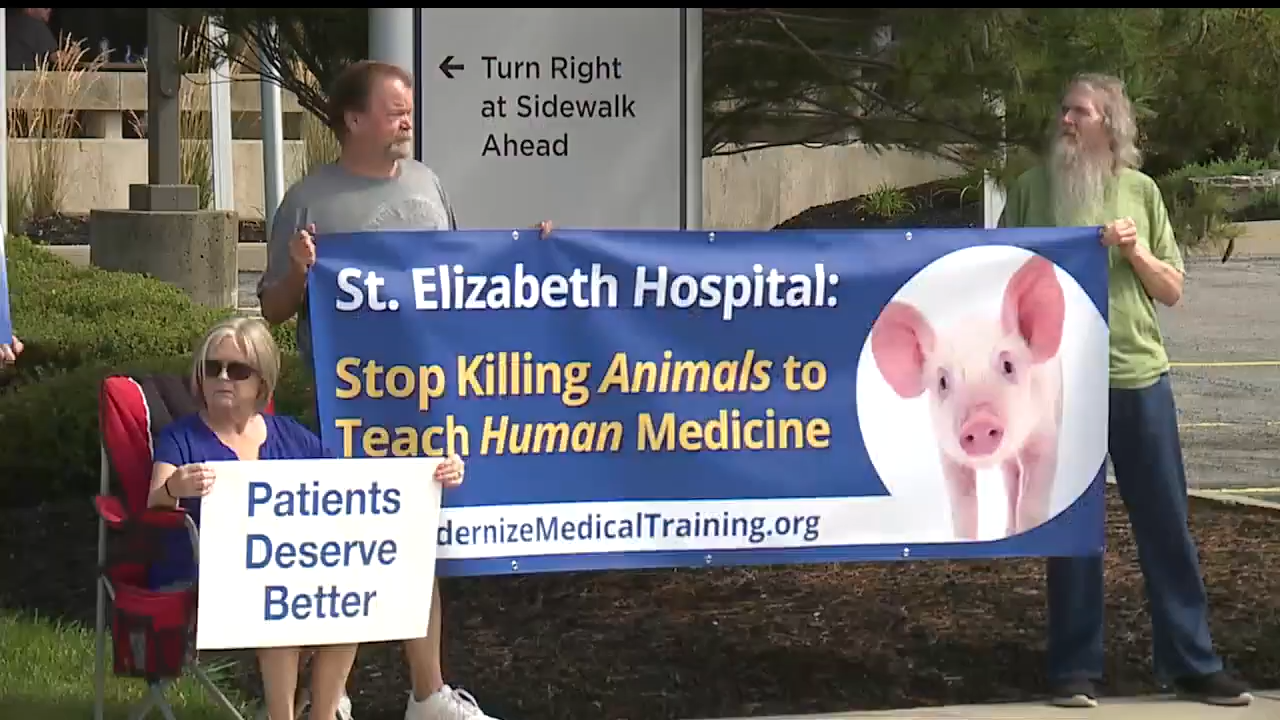 ← Turn Right
at Sidewalk
Ahead
St. Elizabeth Hospital:
Stop Killing Animals to
Teach Human Medicine
dernizeMedicalTraining.org
Patients
Deserve
Better